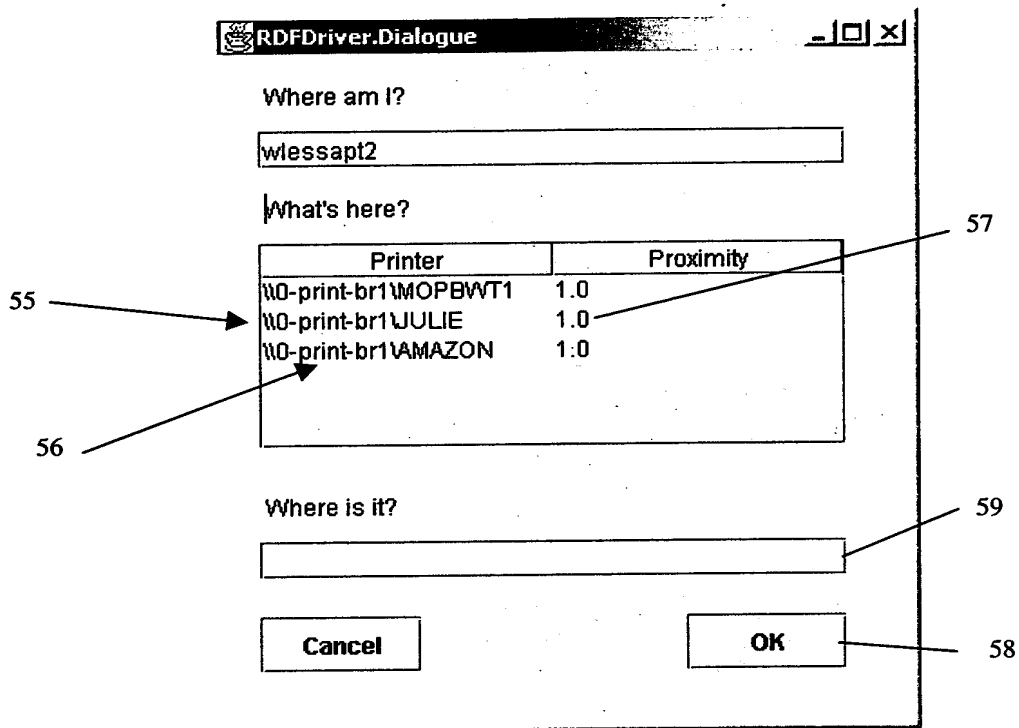 RDFDriver.Dialogue
Where am I?
wlessapt2
What's here?
57
Printer Proximity
55
\\0-print-br1\MOPBWT1 1.0
\\0-print-br1\JULIE 1.0
\\0-print-br1\AMAZON 1:0
56
Where is it?
59
Cancel OK
58